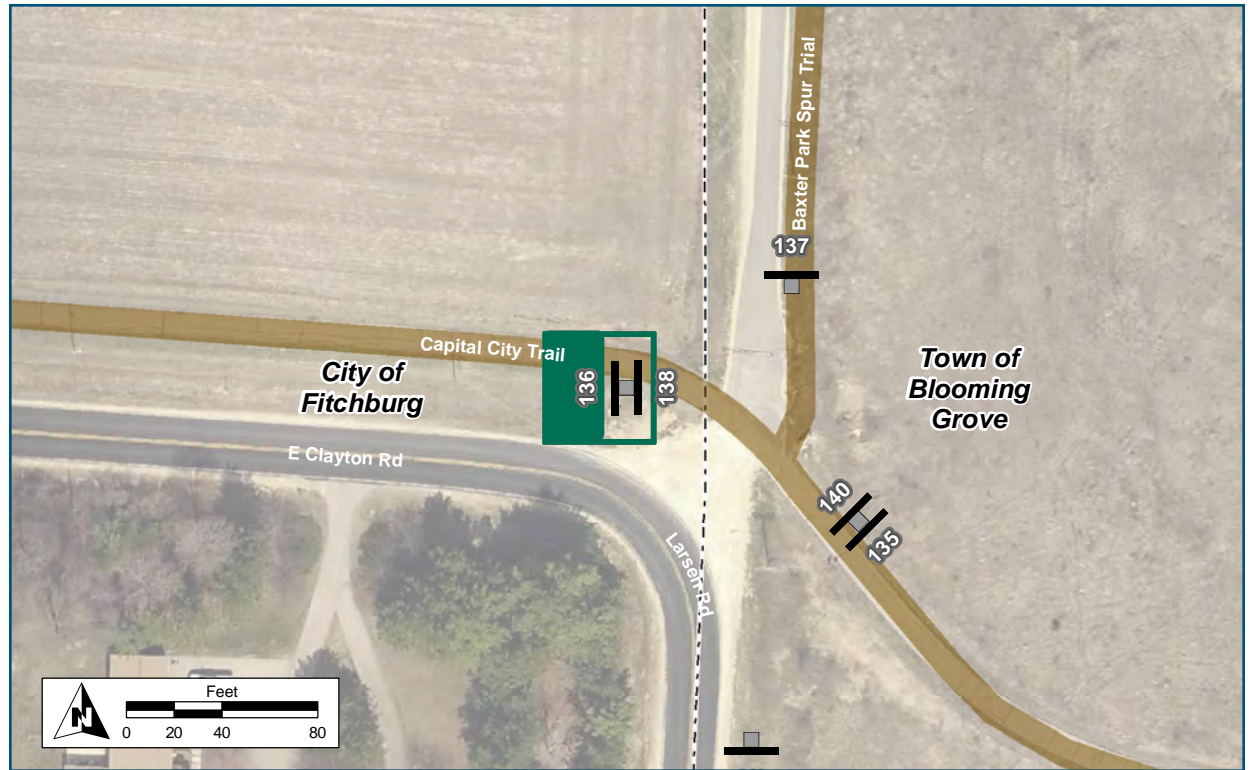 Baxter Park Spur Trial
137
Capital City Trail
City of
Fitchburg
136
138
Town of
Blooming
Grove
E Clayton Rd
140
135
Larsen Rd
N
Feet
0 20 40 80